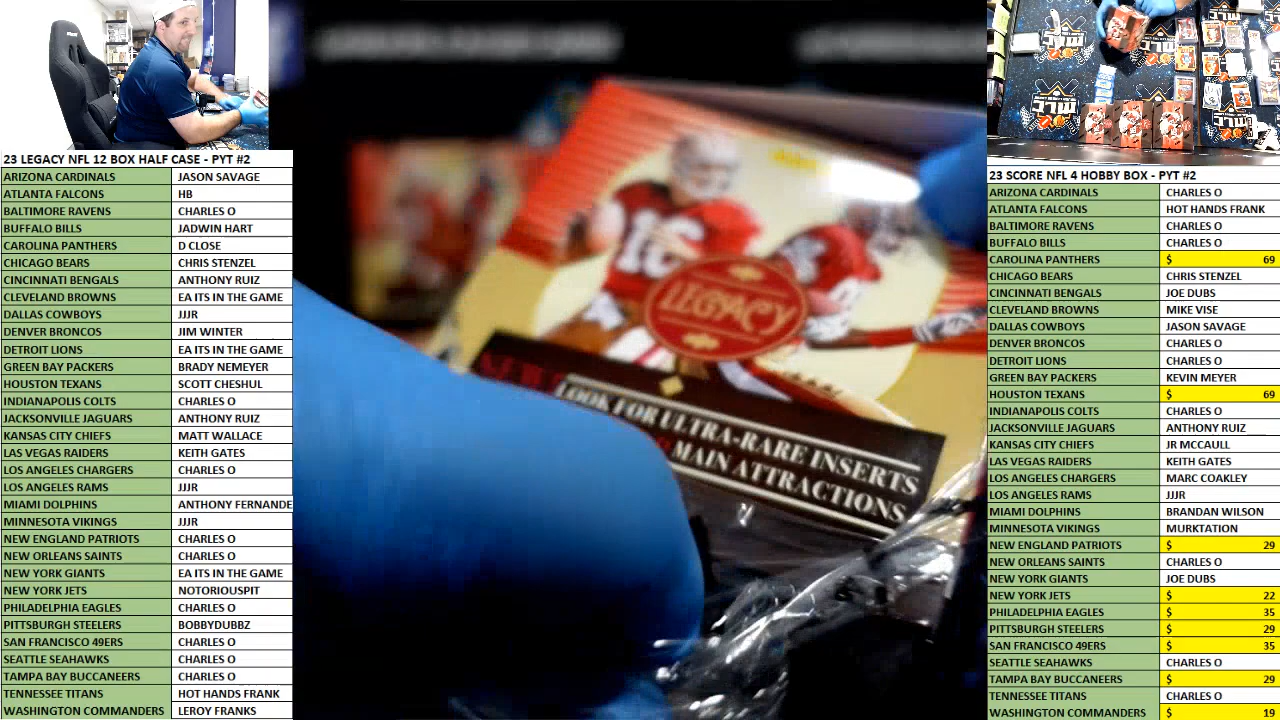 23 LEGACY NFL 12 BOX HALF CASE - PYT #2
ARIZONA CARDINALS JASON SAVAGE
ATLANTA FALCONS HB
BALTIMORE RAVENS CHARLES O
BUFFALO BILLS JADWIN HART
CAROLINA PANTHERS D CLOSE
CHICAGO BEARS CHRIS STENZEL
CINCINNATI BENGALS ANTHONY RUIZ
CLEVELAND BROWNS EA ITS IN THE GAME
DALLAS COWBOYS JJJR
DENVER BRONCOS JIM WINTER
DETROIT LIONS EA ITS IN THE GAME
GREEN BAY PACKERS BRADY NEMEYER
HOUSTON TEXANS SCOTT CHESHUL
INDIANAPOLIS COLTS CHARLES O
JACKSONVILLE JAGUARS ANTHONY RUIZ
KANSAS CITY CHIEFS MATT WALLACE
LAS VEGAS RAIDERS KEITH GATES
LOS ANGELES CHARGERS CHARLES O
LOS ANGELES RAMS JJJR
MIAMI DOLPHINS ANTHONY FERNANDE
MINNESOTA VIKINGS JJJR
NEW ENGLAND PATRIOTS CHARLES O
NEW ORLEANS SAINTS CHARLES O
NEW YORK GIANTS EA ITS IN THE GAME
NEW YORK JETS NOTORIOUSPIT
PHILADELPHIA EAGLES CHARLES O
PITTSBURGH STEELERS BOBBYDUBBZ
SAN FRANCISCO 49ERS CHARLES O
SEATTLE SEAHAWKS CHARLES O
TAMPA BAY BUCCANEERS CHARLES O
TENNESSEE TITANS HOT HANDS FRANK
WASHINGTON COMMANDERS LEROY FRANKS
16
LEGACY
LOOK FOR ULTRA-RARE INSERTS
MAIN ATTRACTIONS
23 SCORE NFL 4 HOBBY BOX - PYT #2
ARIZONA CARDINALS CHARLES O
ATLANTA FALCONS HOT HANDS FRANK
BALTIMORE RAVENS CHARLES O
BUFFALO BILLS CHARLES O
CAROLINA PANTHERS $ 69
CHICAGO BEARS CHRIS STENZEL
CINCINNATI BENGALS JOE DUBS
CLEVELAND BROWNS MIKE VISE
DALLAS COWBOYS JASON SAVAGE
DENVER BRONCOS CHARLES O
DETROIT LIONS CHARLES O
GREEN BAY PACKERS KEVIN MEYER
HOUSTON TEXANS $ 69
INDIANAPOLIS COLTS CHARLES O
JACKSONVILLE JAGUARS ANTHONY RUIZ
KANSAS CITY CHIEFS JR MCCAULL
LAS VEGAS RAIDERS KEITH GATES
LOS ANGELES CHARGERS MARC COAKLEY
LOS ANGELES RAMS JJJR
MIAMI DOLPHINS BRANDAN WILSON
MINNESOTA VIKINGS MURKTATION
NEW ENGLAND PATRIOTS $ 29
NEW ORLEANS SAINTS CHARLES O
NEW YORK GIANTS JOE DUBS
NEW YORK JETS $ 22
PHILADELPHIA EAGLES $ 35
PITTSBURGH STEELERS $ 29
SAN FRANCISCO 49ERS $ 35
SEATTLE SEAHAWKS CHARLES O
TAMPA BAY BUCCANEERS $ 29
TENNESSEE TITANS CHARLES O
WASHINGTON COMMANDERS $ 19